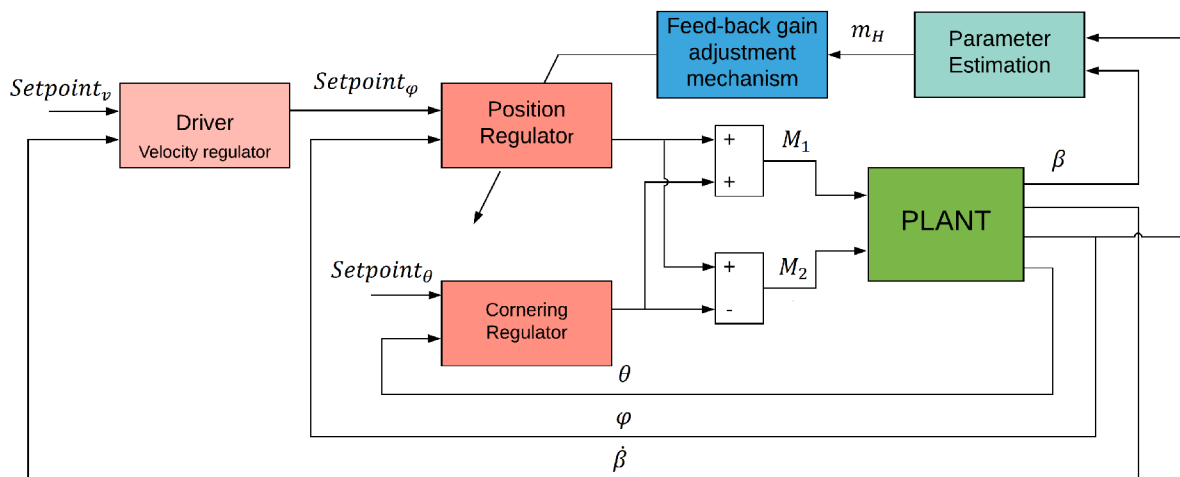 Feed-back gain
adjustment
mechanism
m_H
Parameter
Estimation
Setpoint_v
Driver
Velocity regulator
Setpoint_φ
Position
Regulator
+
+
M_1
β
PLANT
Setpoint_θ
Cornering
Regulator
+
-
M_2
θ
φ
β̇